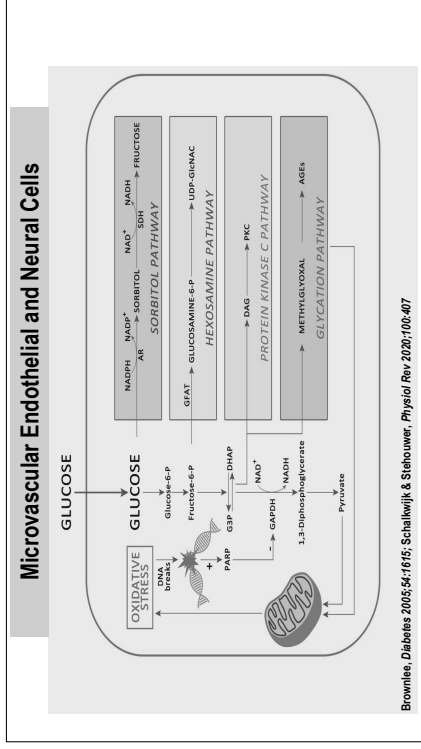 Microvascular Endothelial and Neural Cells
GLUCOSE
GLUCOSE
Glucose-6-P
Fructose-6-P
G3P
DHAP
NAD+
GAPDH
NADH
1,3-Diphosphoglycerate
Pyruvate
OXIDATIVE
STRESS
DNA
breaks
+
PARP
-
NADPH
NADP+
NAD+
NADH
SORBITOL
FRUCTOSE
AR
SDH
SORBITOL PATHWAY
GFAT
GLUCOSAMINE-6-P
UDP-GlcNAC
HEXOSAMINE PATHWAY
DAG
PKC
PROTEIN KINASE C PATHWAY
METHYLGLYOXAL
AGEs
GLYCATION PATHWAY
Brownlee, Diabetes 2005;54:1615; Schalkwijk & Stehouwer, Physiol Rev 2020;100:407